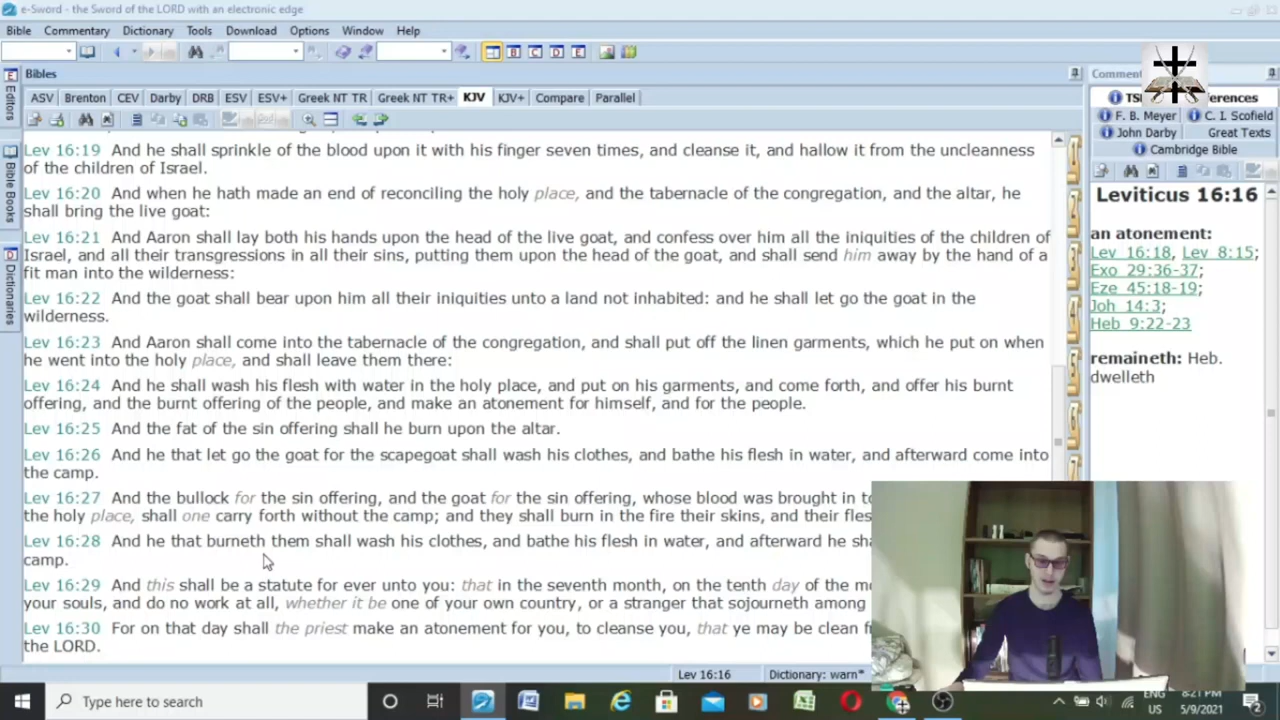 e-Sword - the Sword of the LORD with an electronic edge
Bible Commentary Dictionary Tools Download Options Window Help
Bibles
ASV Brenton CEV Darby DRB ESV ESV+ Greek NT TR Greek NT TR+ KJV KJV+ Compare Parallel
Editors
Bible Books
Dictionaries
Lev 16:19 And he shall sprinkle of the blood upon it with his finger seven times, and cleanse it, and hallow it from the uncleanness
of the children of Israel.
Lev 16:20 And when he hath made an end of reconciling the holy place, and the tabernacle of the congregation, and the altar, he
shall bring the live goat:
Lev 16:21 And Aaron shall lay both his hands upon the head of the live goat, and confess over him all the iniquities of the children of
Israel, and all their transgressions in all their sins, putting them upon the head of the goat, and shall send him away by the hand of a
fit man into the wilderness:
Lev 16:22 And the goat shall bear upon him all their iniquities unto a land not inhabited: and he shall let go the goat in the
wilderness.
Lev 16:23 And Aaron shall come into the tabernacle of the congregation, and shall put off the linen garments, which he put on when
he went into the holy place, and shall leave them there:
Lev 16:24 And he shall wash his flesh with water in the holy place, and put on his garments, and come forth, and offer his burnt
offering, and the burnt offering of the people, and make an atonement for himself, and for the people.
Lev 16:25 And the fat of the sin offering shall he burn upon the altar.
Lev 16:26 And he that let go the goat for the scapegoat shall wash his clothes, and bathe his flesh in water, and afterward come into
the camp.
Lev 16:27 And the bullock for the sin offering, and the goat for the sin offering, whose blood was brought in
the holy place, shall one carry forth without the camp; and they shall burn in the fire their skins, and their
Lev 16:28 And he that burneth them shall wash his clothes, and bathe his flesh in water, and afterward he
camp.
Lev 16:29 And this shall be a statute for ever unto you: that in the seventh month, on the tenth day of the
your souls, and do no work at all, whether it be one of your own country, or a stranger that sojourneth among
Lev 16:30 For on that day shall the priest make an atonement for you, to cleanse you, that ye may be clean
the LORD.
Comment
F. B. Meyer C. I. Scofield
John Darby Great Texts
Cambridge Bible
Leviticus 16:16
an atonement:
Lev 16:18, Lev 8:15;
Exo 29:36-37;
Eze 45:18-19;
Joh 14:3;
Heb 9:22-23
remaineth: Heb.
dwelleth
Lev 16:16 Dictionary: warn*
Type here to search
ENG
US
8:21 PM
5/9/2021
2